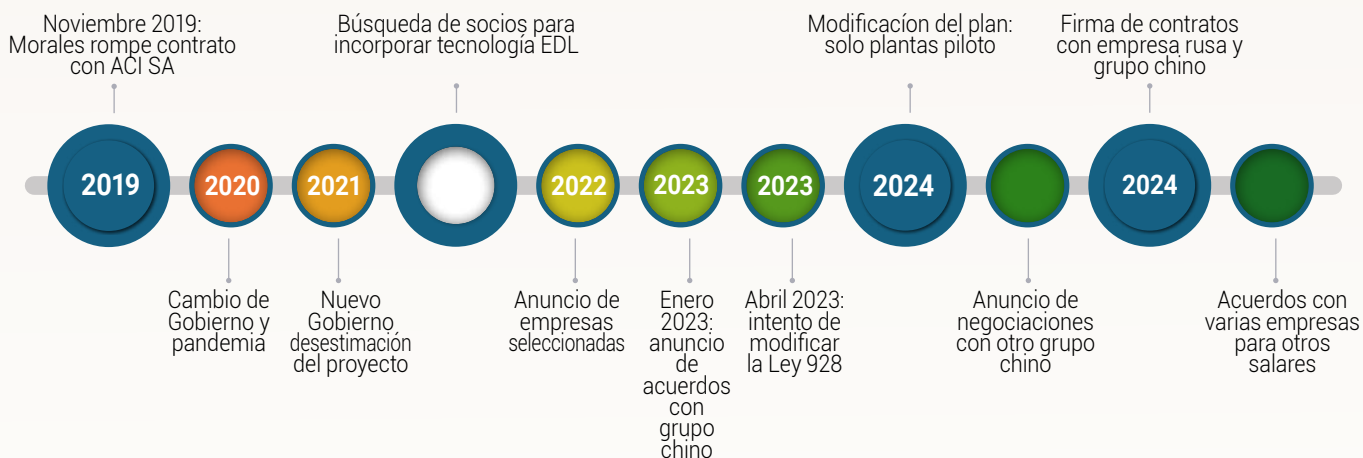 Noviembre 2019:
Morales rompe contrato
con ACI SA
Búsqueda de socios para
incorporar tecnología EDL
Modificacíon del plan:
solo plantas piloto
Firma de contratos
con empresa rusa y
grupo chino
2019
2020
2021
2022
2023
2023
2024
2024
Cambio de
Gobierno y
pandemia
Nuevo
Gobierno
desestimación
del proyecto
Anuncio de
empresas
seleccionadas
Enero
2023:
anuncio
de
acuerdos
con
grupo
chino
Abril 2023:
intento de
modificar
la Ley 928
Anuncio de
negociaciones
con otro grupo
chino
Acuerdos con
varias empresas
para otros
salares